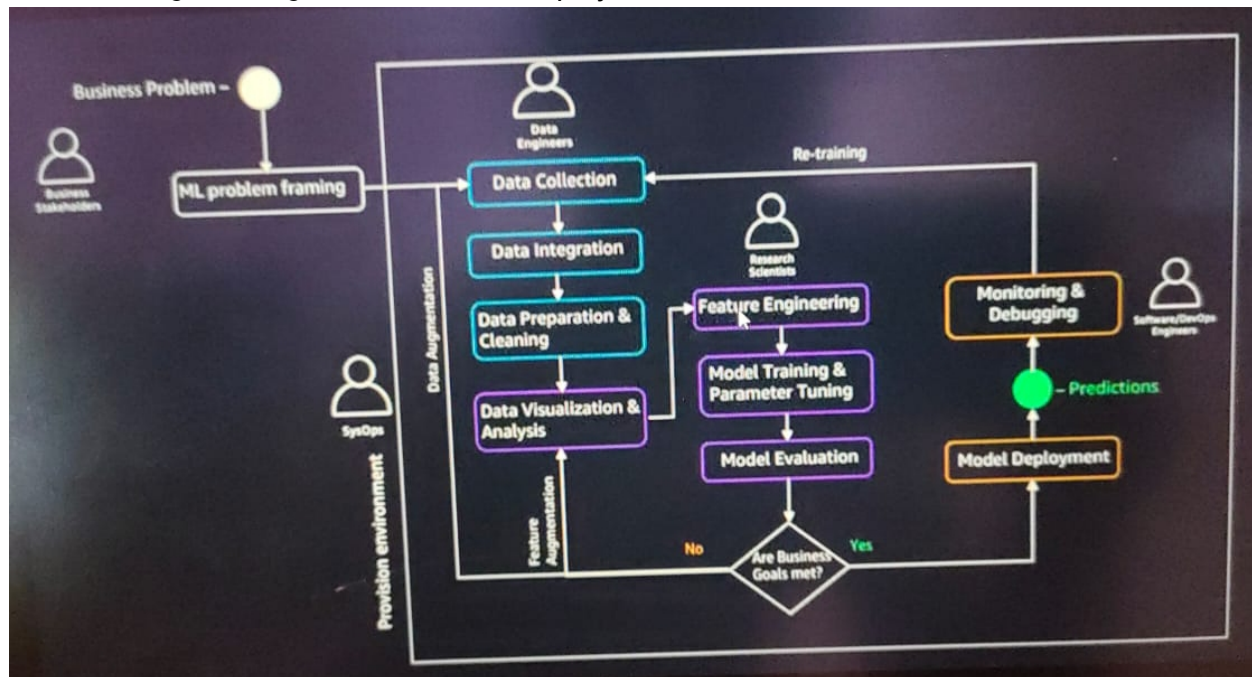 Business Problem –
Business
Stakeholders
ML problem framing
Data
Engineers
Data Collection
Data Integration
Data Preparation &
Cleaning
Data Visualization &
Analysis
Data Augmentation
Feature
Augmentation
SysOps
Provision environment
Re-training
Research
Scientists
Feature Engineering
Model Training &
Parameter Tuning
Model Evaluation
Are Business
Goals met?
No
Yes
Monitoring &
Debugging
Software/DevOps
Engineers
– Predictions
Model Deployment